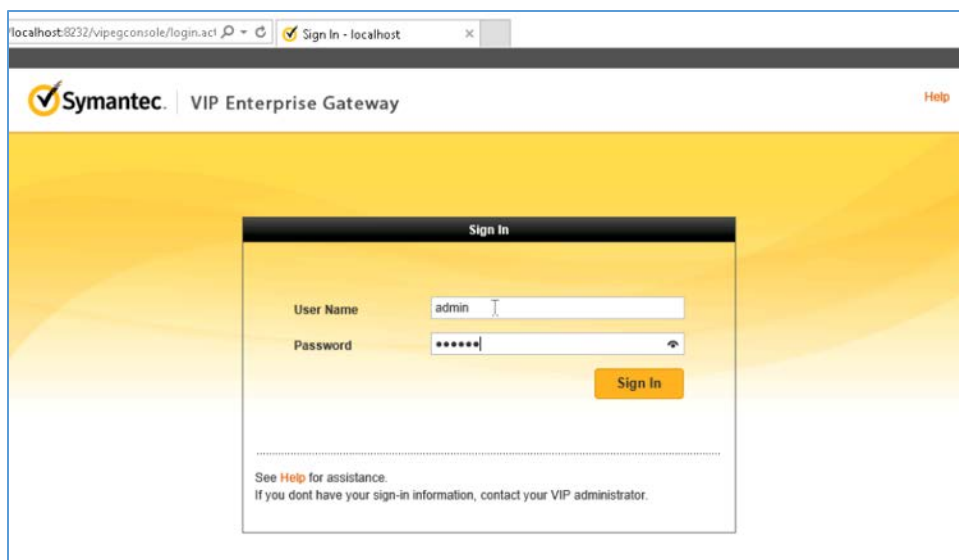 localhost:8232/vipegconsole/login.act
Sign In - localhost
Symantec. VIP Enterprise Gateway
Help
Sign In
User Name admin
Password ••••••
Sign In
See Help for assistance.
If you dont have your sign-in information, contact your VIP administrator.